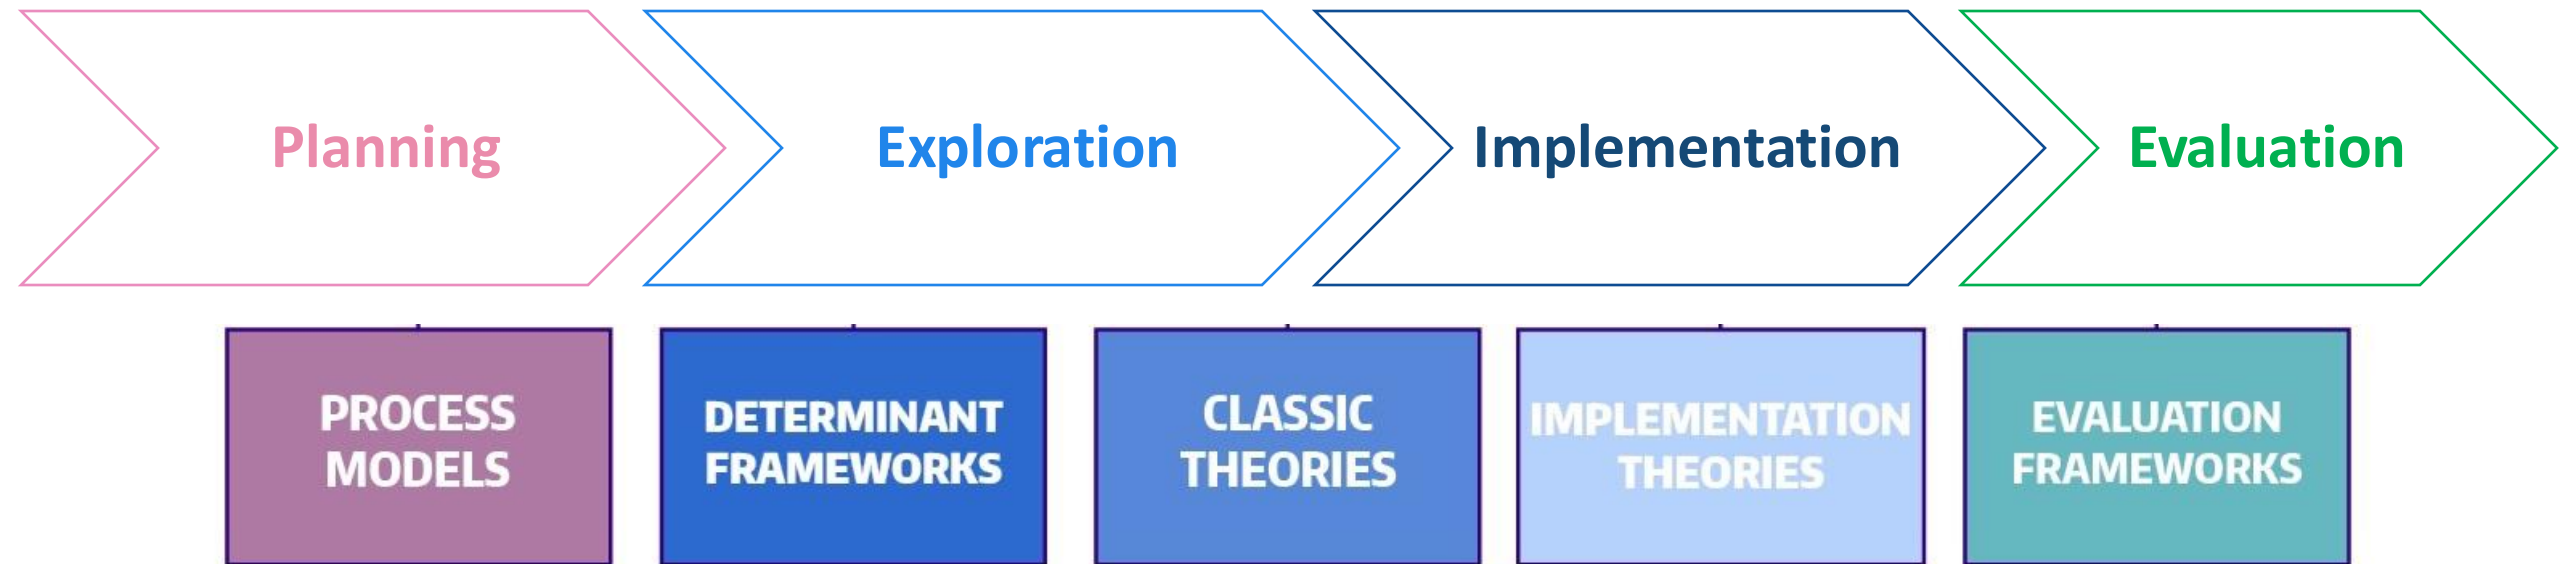 Planning
Exploration
Implementation
Evaluation
PROCESS
MODELS
DETERMINANT
FRAMEWORKS
CLASSIC
THEORIES
IMPLEMENTATION
THEORIES
EVALUATION
FRAMEWORKS